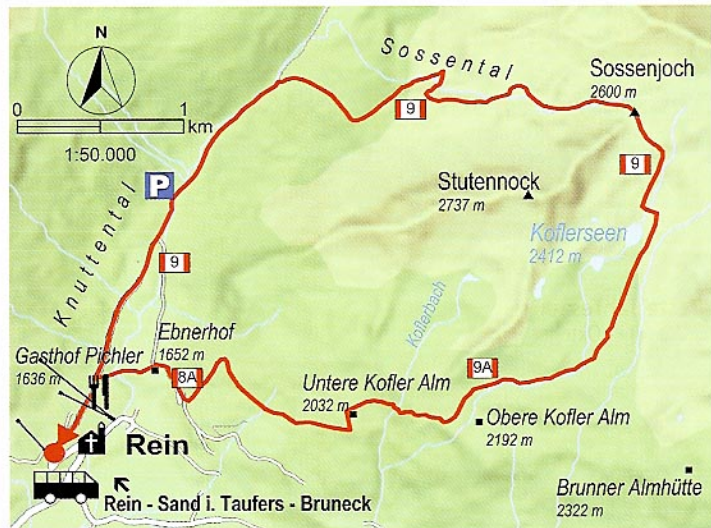 N
Sossental
Sossenjoch
2600 m
0 1
km
1:50.000
9
9
P
Stutennock
2737 m
Knuttental
Koflerseen
2412 m
9
Koflerbach
Ebnerhof
1652 m
Gasthof Pichler
1636 m
8A
9A
Untere Kofler Alm
2032 m
Obere Kofler Alm
2192 m
Rein
Brunner Almhütte
2322 m
Rein - Sand i. Taufers - Bruneck